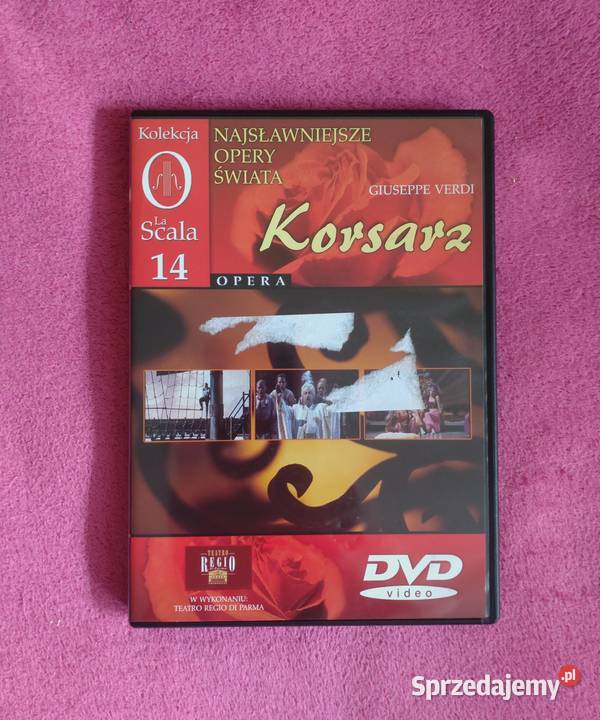 Kolekcja
La
Scala
14
NAJSŁAWNIEJSZE
OPERY
ŚWIATA
GIUSEPPE VERDI
Korsarz
OPERA
TEATRO
REGIO
W WYKONANIU:
TEATRO REGIO DI PARMA
DVD
video
Sprzedajemy.pl